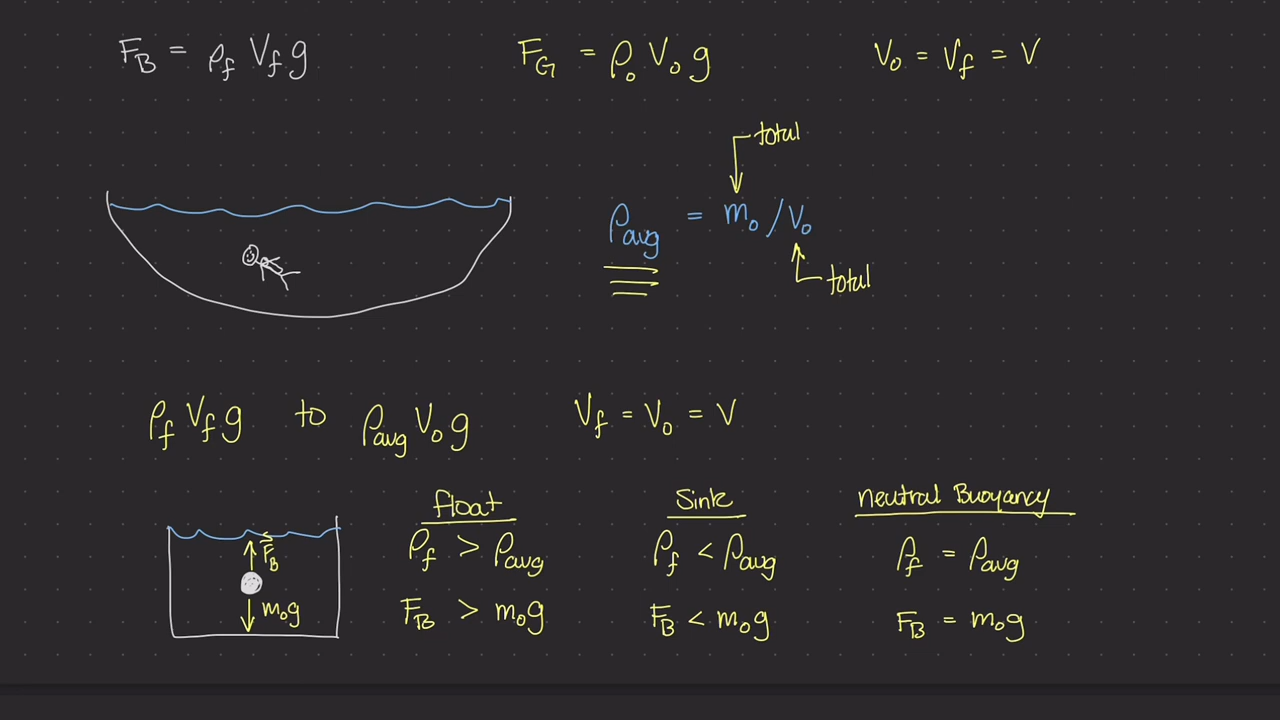 F_B = ρ_f V_f g
F_G = ρ_o V_o g
V_o = V_f = V
total
ρ_avg = m_o / V_o
total
ρ_f V_f g to ρ_avg V_o g
V_f = V_o = V
F_B
m_o g
float
ρ_f > ρ_avg
F_B > m_o g
Sink
ρ_f < ρ_avg
F_B < m_o g
neutral Buoyancy
ρ_f = ρ_avg
F_B = m_o g